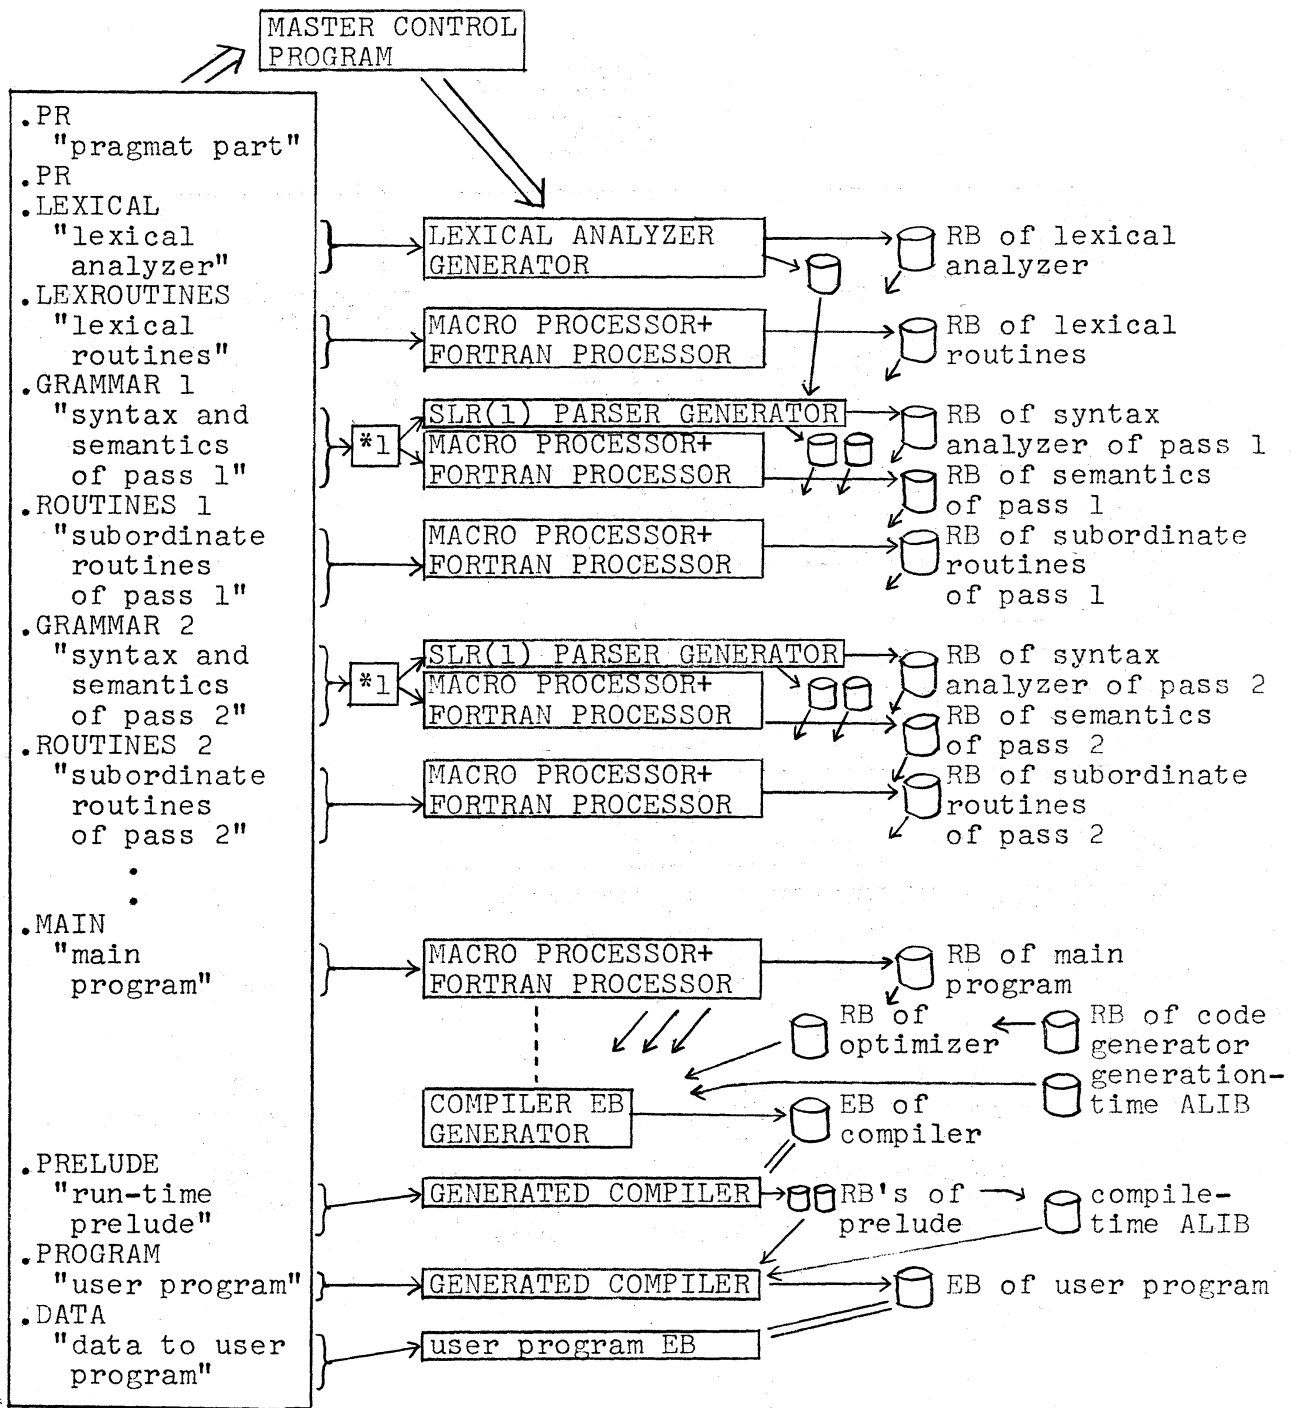 MASTER CONTROL
PROGRAM
.PR
"pragmat part"
.PR
.LEXICAL
"lexical
analyzer"
.LEXROUTINES
"lexical
routines"
.GRAMMAR 1
"syntax and
semantics
of pass 1"
.ROUTINES 1
"subordinate
routines
of pass 1"
.GRAMMAR 2
"syntax and
semantics
of pass 2"
.ROUTINES 2
"subordinate
routines
of pass 2"
.MAIN
"main
program"
.PRELUDE
"run-time
prelude"
.PROGRAM
"user program"
.DATA
"data to user
program"
LEXICAL ANALYZER
GENERATOR
RB of lexical
analyzer
MACRO PROCESSOR+
FORTRAN PROCESSOR
RB of lexical
routines
*1
SLR(1) PARSER GENERATOR
MACRO PROCESSOR+
FORTRAN PROCESSOR
RB of syntax
analyzer of pass 1
RB of semantics
of pass 1
MACRO PROCESSOR+
FORTRAN PROCESSOR
RB of subordinate
routines
of pass 1
*1
SLR(1) PARSER GENERATOR
MACRO PROCESSOR+
FORTRAN PROCESSOR
RB of syntax
analyzer of pass 2
RB of semantics
of pass 2
MACRO PROCESSOR+
FORTRAN PROCESSOR
RB of subordinate
routines
of pass 2
MACRO PROCESSOR+
FORTRAN PROCESSOR
RB of main
program
RB of
optimizer
RB of code
generator
generation-
time ALIB
COMPILER EB
GENERATOR
EB of
compiler
GENERATED COMPILER
RB's of
prelude
compile-
time ALIB
GENERATED COMPILER
EB of user program
user program EB